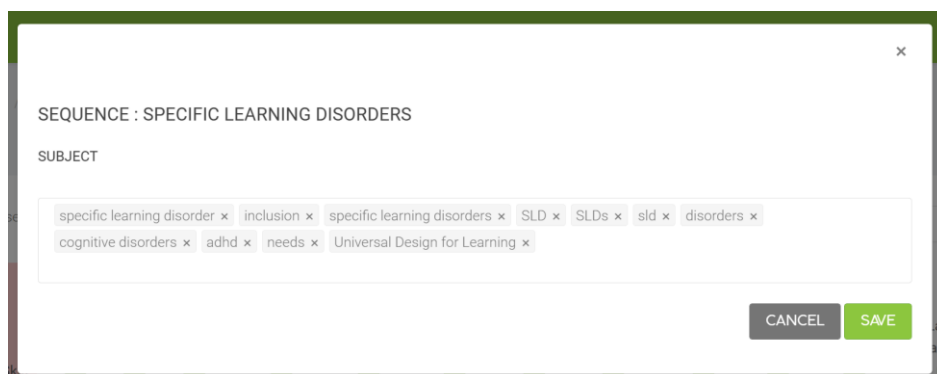 ×
SEQUENCE : SPECIFIC LEARNING DISORDERS
SUBJECT
specific learning disorder × inclusion × specific learning disorders × SLD × SLDs × sld × disorders ×
cognitive disorders × adhd × needs × Universal Design for Learning ×
CANCEL SAVE